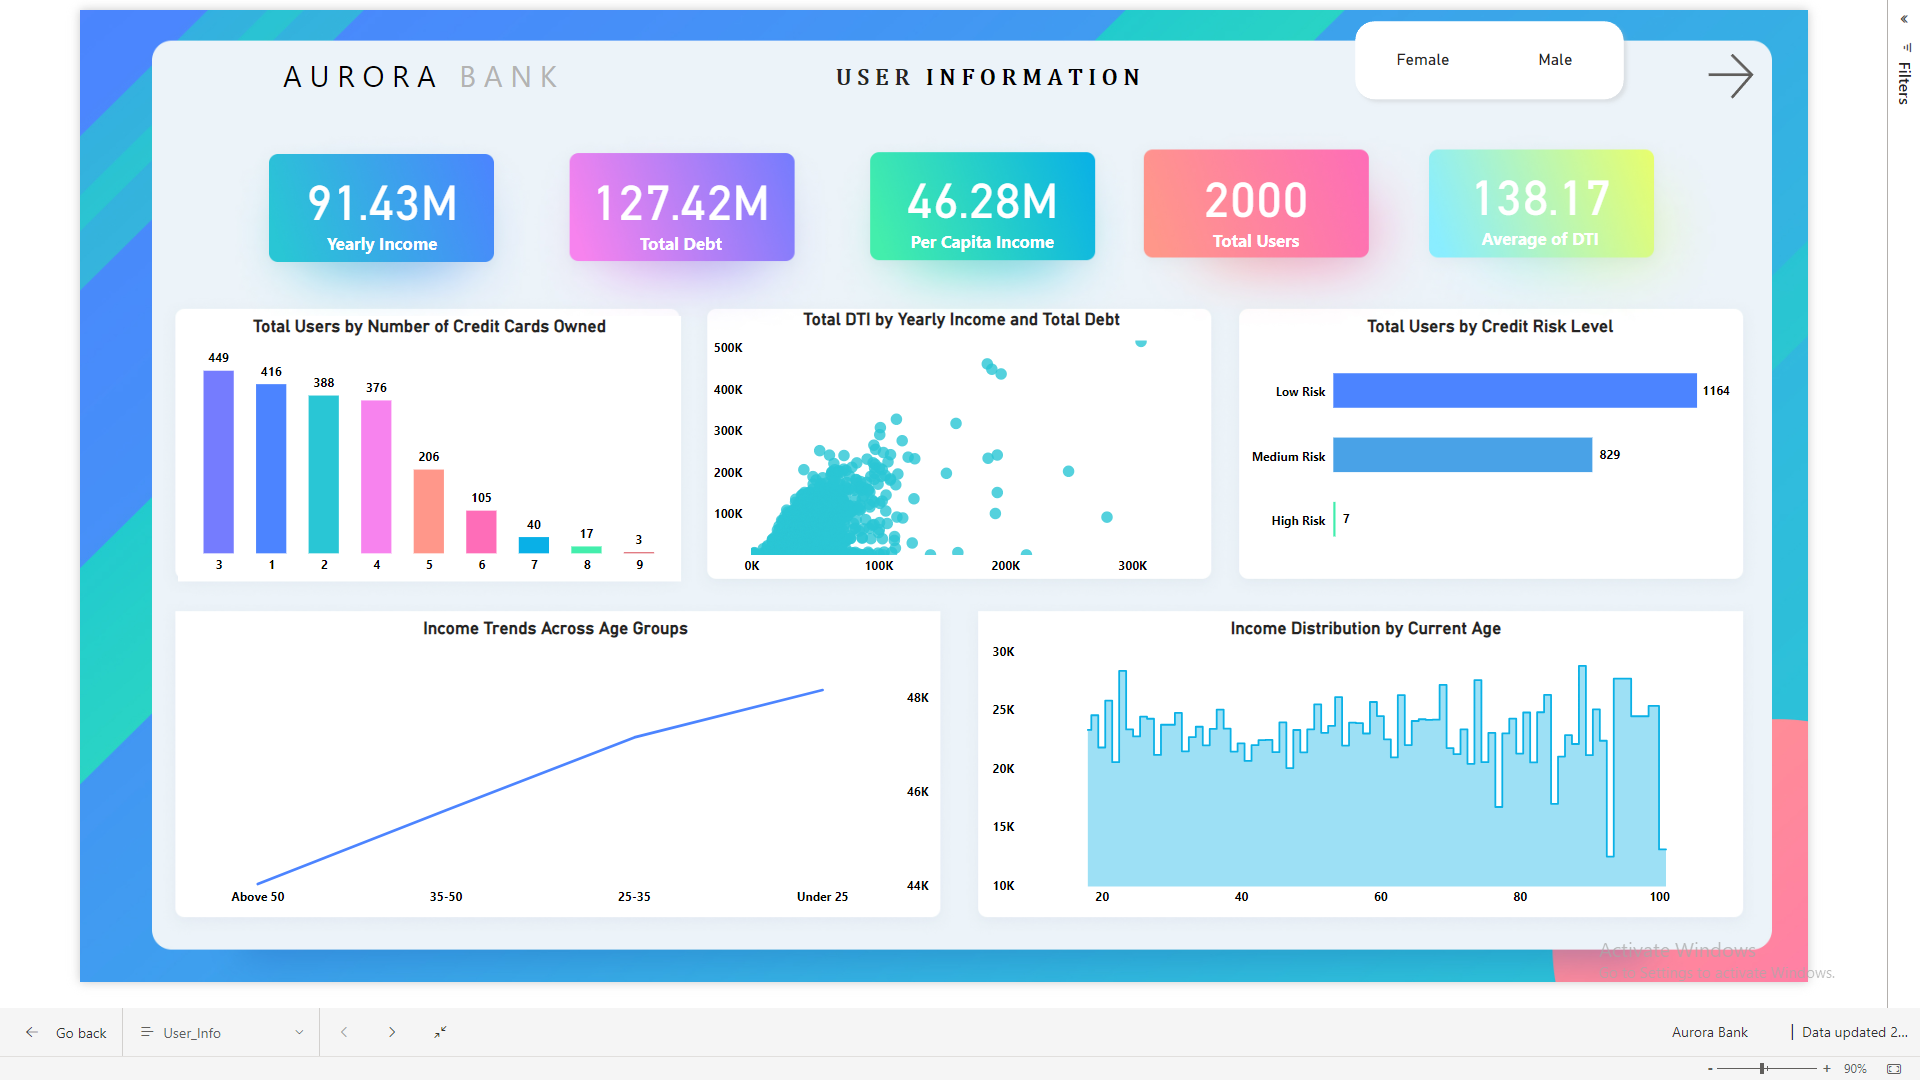 AURORA BANK
USER INFORMATION
Female Male
Filters
91.43M
Yearly Income
127.42M
Total Debt
46.28M
Per Capita Income
2000
Total Users
138.17
Average of DTI
Total Users by Number of Credit Cards Owned
449 416 388 376 206 105 40 17 3
3 1 2 4 5 6 7 8 9
Total DTI by Yearly Income and Total Debt
500K
400K
300K
200K
100K
0K 100K 200K 300K
Total Users by Credit Risk Level
Low Risk 1164
Medium Risk 829
High Risk 7
Income Trends Across Age Groups
48K
46K
44K
Above 50 35-50 25-35 Under 25
Income Distribution by Current Age
30K
25K
20K
15K
10K
20 40 60 80 100
Activate Windows
Go back
User_Info
Aurora Bank | Data updated 2...
- + 90%